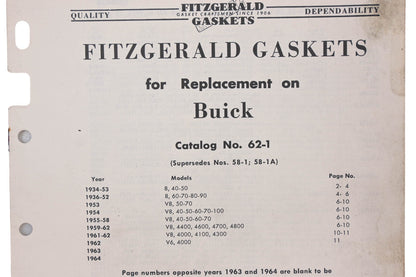 FITZGERALD
QUALITY GASKET CRAFTSMEN SINCE 1906 DEPENDABILITY
GASKETS
FITZGERALD GASKETS
for Replacement on
Buick
Catalog No. 62-1
(Supersedes Nos. 58-1; 58-1A)
Year Models Page No.
1934-53 8, 40-50 2- 4
1936-52 8, 60-70-80-90 4- 6
1953 V8, 50-70 6-10
1954 V8, 40-50-60-70-100 6-10
1955-58 V8, 40-50-60-70 6-10
1959-62 V8, 4400, 4600, 4700, 4800 6-10
1961-62 V8, 4000, 4100, 4300 10-11
1962 V6, 4000 11
1963
1964
Page numbers opposite years 1963 and 1964 are blank to be